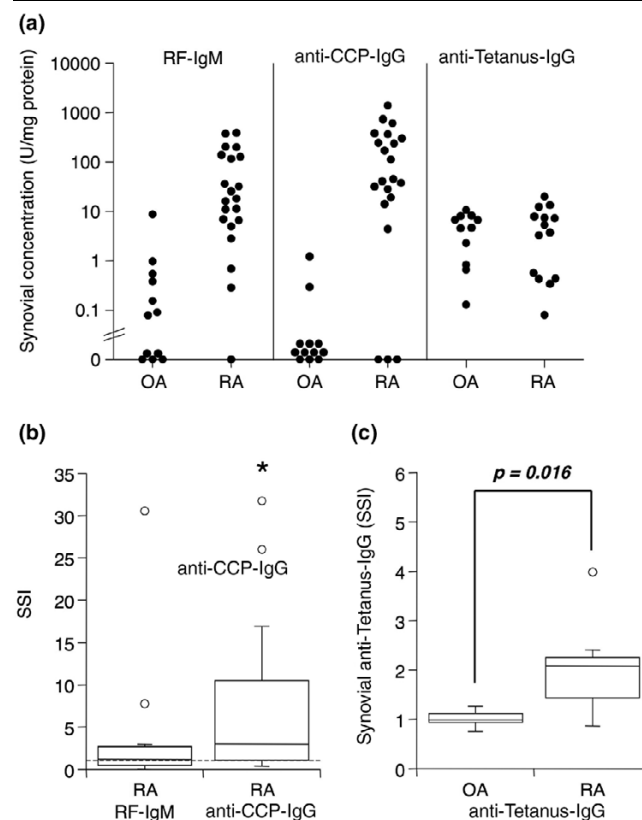 (a)
RF-IgM
anti-CCP-IgG
anti-Tetanus-IgG
Synovial concentration (U/mg protein)
10000
1000
100
10
1
0.1
0
OA
RA
OA
RA
OA
RA
(b)
SSI
35
30
25
20
15
10
5
0
*
anti-CCP-IgG
RA
RF-IgM
RA
anti-CCP-IgG
(c)
Synovial anti-Tetanus-IgG (SSI)
6
5
4
3
2
1
0
p = 0.016
OA
RA
anti-Tetanus-IgG